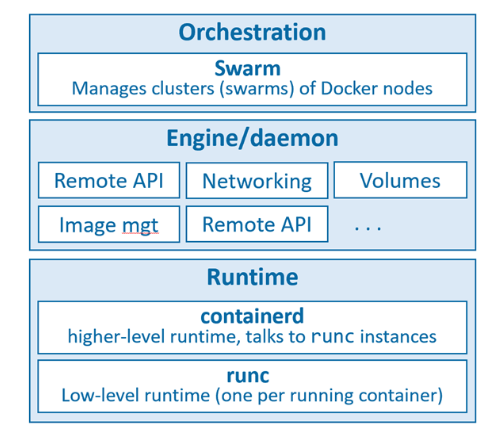 Orchestration
Swarm
Manages clusters (swarms) of Docker nodes
Engine/daemon
Remote API
Networking
Volumes
Image mgt
Remote API
. . .
Runtime
containerd
higher-level runtime, talks to runc instances
runc
Low-level runtime (one per running container)